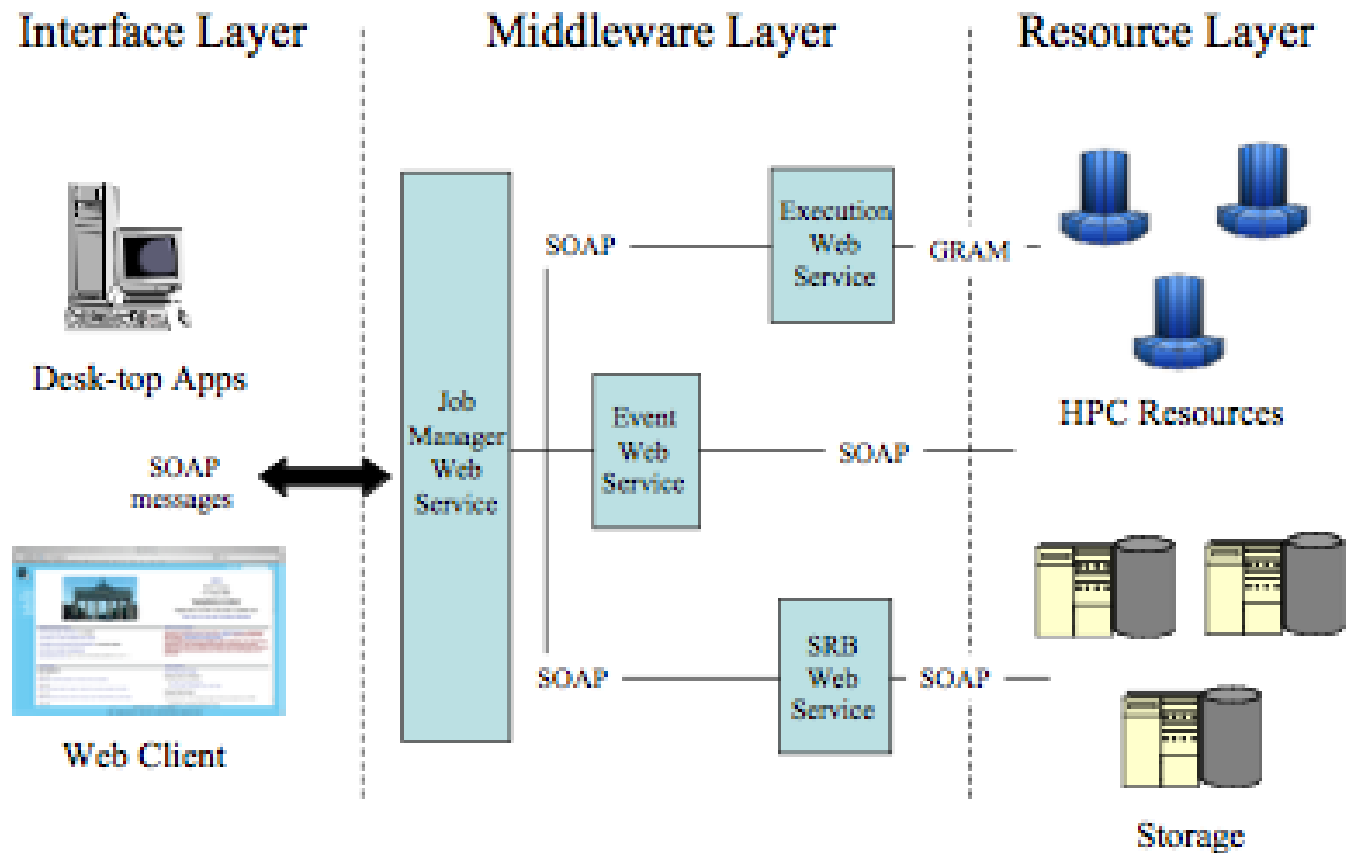 Interface Layer
Middleware Layer
Resource Layer
Desk-top Apps
SOAP
messages
Web Client
Job
Manager
Web
Service
SOAP
Execution
Web
Service
GRAM
Event
Web
Service
SOAP
SOAP
SRB
Web
Service
SOAP
HPC Resources
Storage